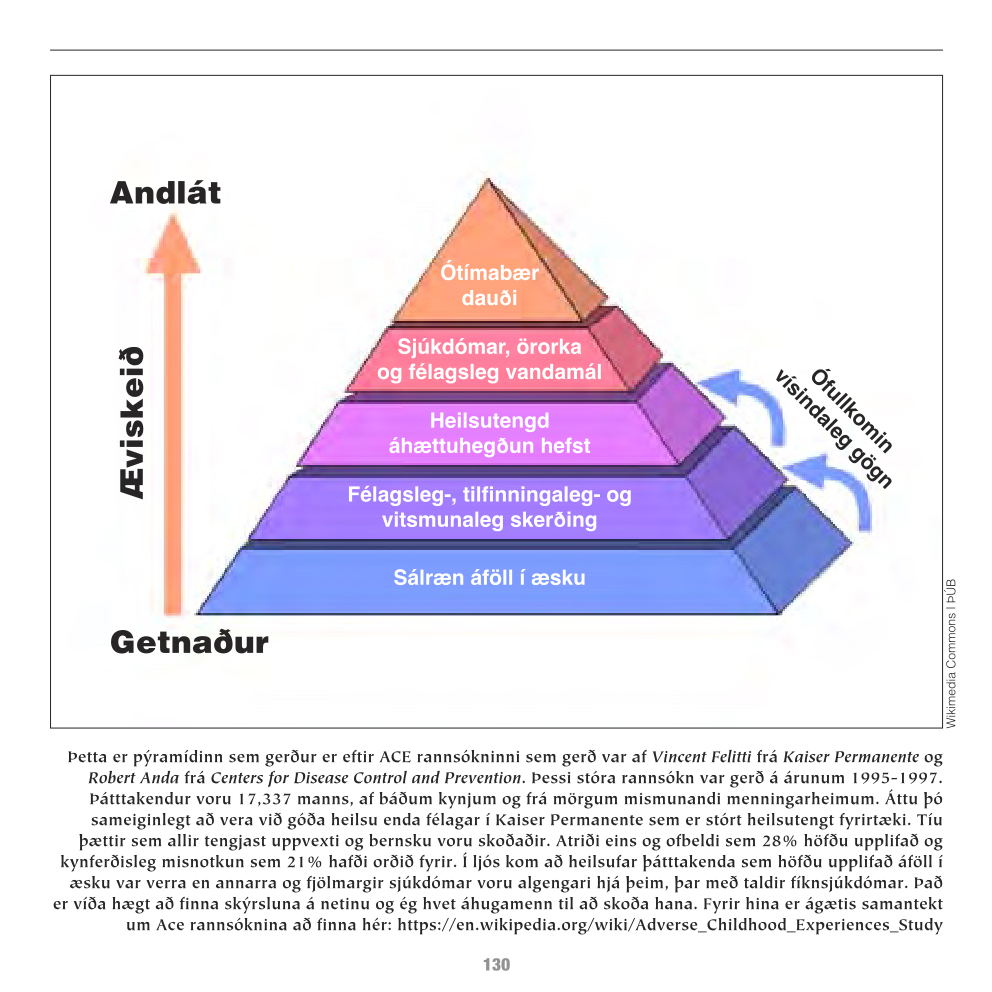 Andlát
Æviskeið
Getnaður
Ótímabær
dauði
Sjúkdómar, örorka
og félagsleg vandamál
Heilsutengd
áhættuhegðun hefst
Félagsleg-, tilfinningaleg- og
vitsmunaleg skerðing
Sálræn áföll í æsku
Ófullkomin
vísindaleg gögn
Wikimedia Commons | ÞÚB
Þetta er pýramídinn sem gerður er eftir ACE rannsókninni sem gerð var af Vincent Felitti frá Kaiser Permanente og
Robert Anda frá Centers for Disease Control and Prevention. Þessi stóra rannsókn var gerð á árunum 1995-1997.
Þátttakendur voru 17,337 manns, af báðum kynjum og frá mörgum mismunandi menningarheimum. Áttu þó
sameiginlegt að vera við góða heilsu enda félagar í Kaiser Permanente sem er stórt heilsutengt fyrirtæki. Tíu
þættir sem allir tengjast uppvexti og bernsku voru skoðaðir. Atriði eins og ofbeldi sem 28% höfðu upplifað og
kynferðisleg misnotkun sem 21% hafði orðið fyrir. Í ljós kom að heilsufar þátttakenda sem höfðu upplifað áföll í
æsku var verra en annarra og fjölmargir sjúkdómar voru algengari hjá þeim, þar með taldir fíknsjúkdómar. Það
er víða hægt að finna skýrsluna á netinu og ég hvet áhugamenn til að skoða hana. Fyrir hina er ágætis samantekt
um Ace rannsóknina að finna hér: https://en.wikipedia.org/wiki/Adverse_Childhood_Experiences_Study
130